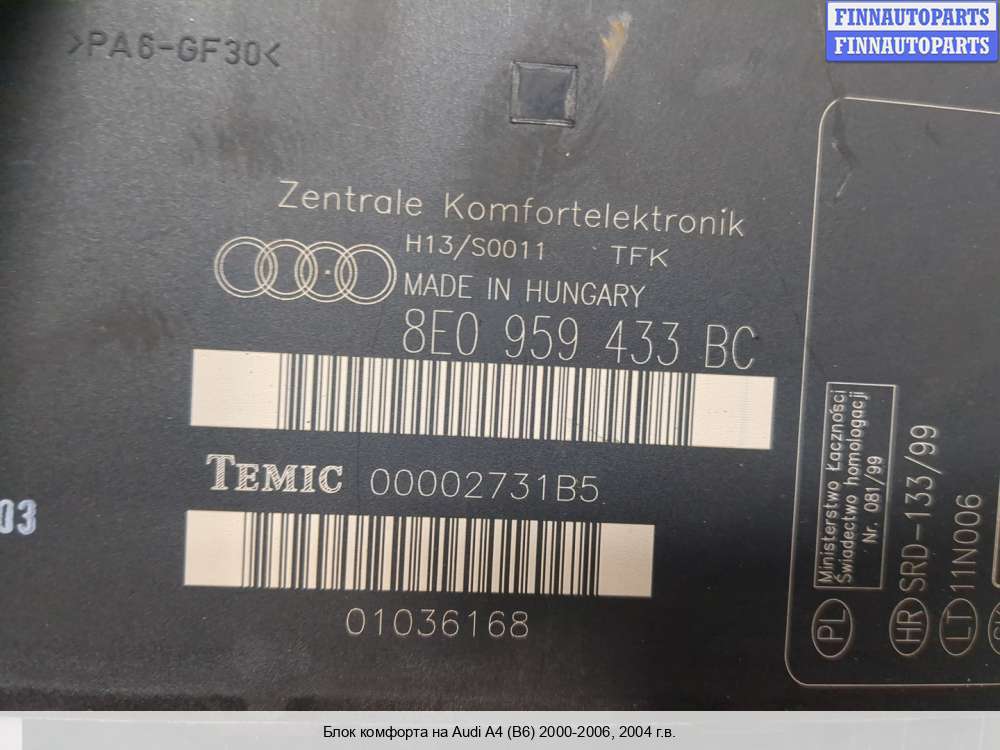 FINNAUTOPARTS
FINNAUTOPARTS
>PA6-GF30<
Zentrale Komfortelektronik
H13/S0011 TFK
MADE IN HUNGARY
8E0 959 433 BC
TEMIC 00002731B5
01036168
03
Ministerstwo Łączności
Świadectwo homologacji
Nr. 081/99
PL
HR SRD-133/99
LT 11N006
Блок комфорта на Audi A4 (B6) 2000-2006, 2004 г.в.